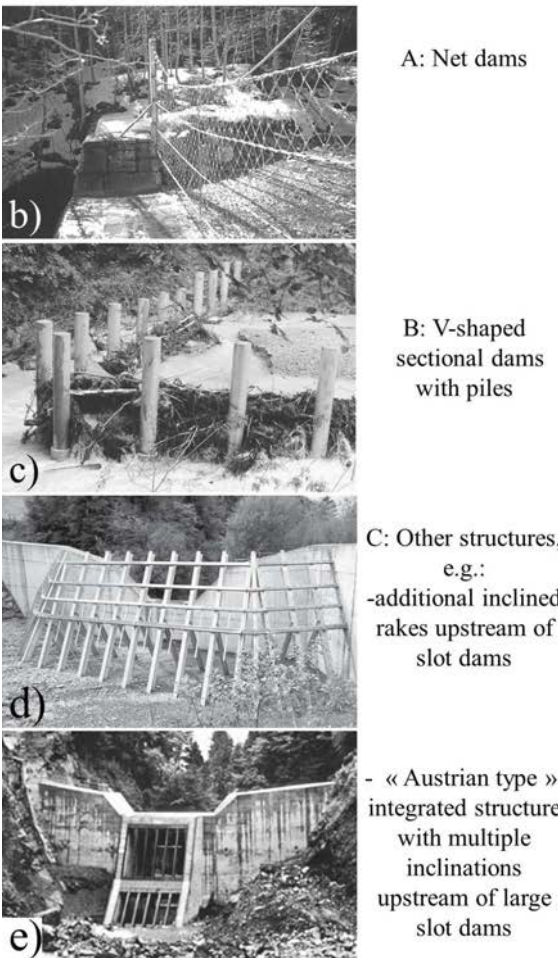 A: Net dams
b)
B: V-shaped
sectional dams
with piles
c)
C: Other structures,
e.g.:
-additional inclined
rakes upstream of
slot dams
d)
- « Austrian type »
integrated structure
with multiple
inclinations
upstream of large
slot dams
e)